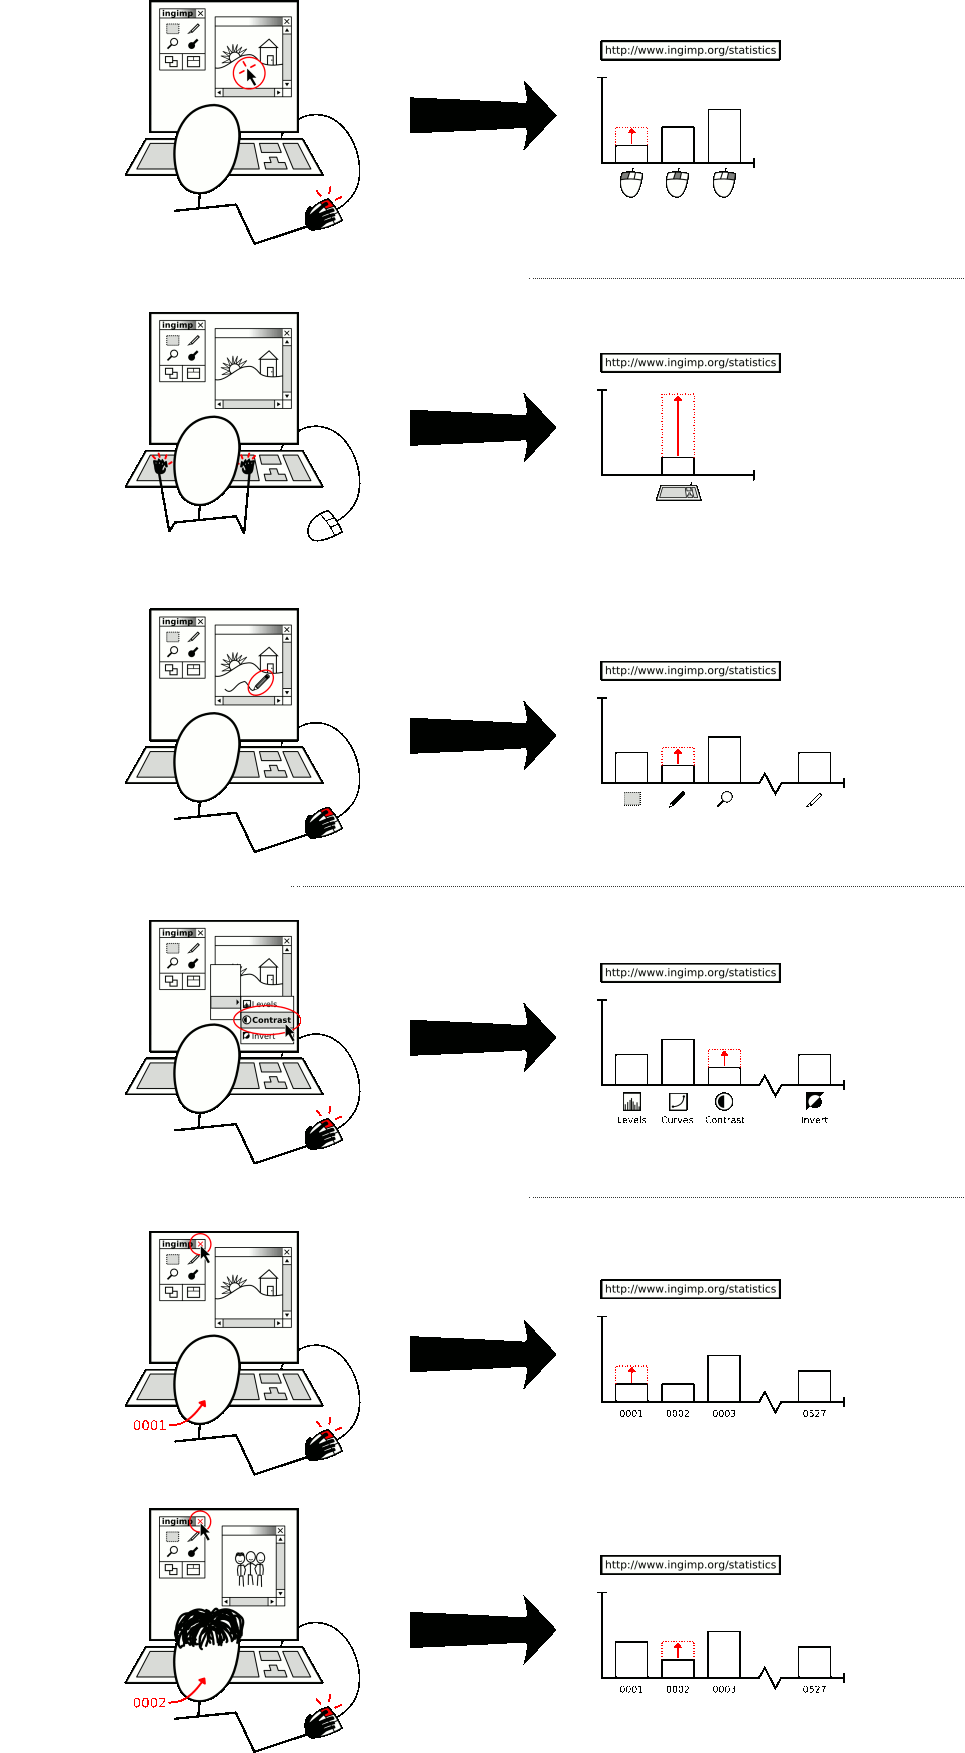 ingimp
http://www.ingimp.org/statistics
ingimp
http://www.ingimp.org/statistics
ingimp
http://www.ingimp.org/statistics
ingimp
Levels
Contrast
Invert
http://www.ingimp.org/statistics
Levels Curves Contrast Invert
ingimp
0001
http://www.ingimp.org/statistics
0001 0002 0003 0527
ingimp
0002
http://www.ingimp.org/statistics
0001 0002 0003 0527